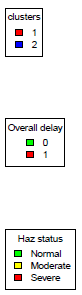 clusters
1
2
Overall delay
0
1
Haz status
Normal
Moderate
Severe